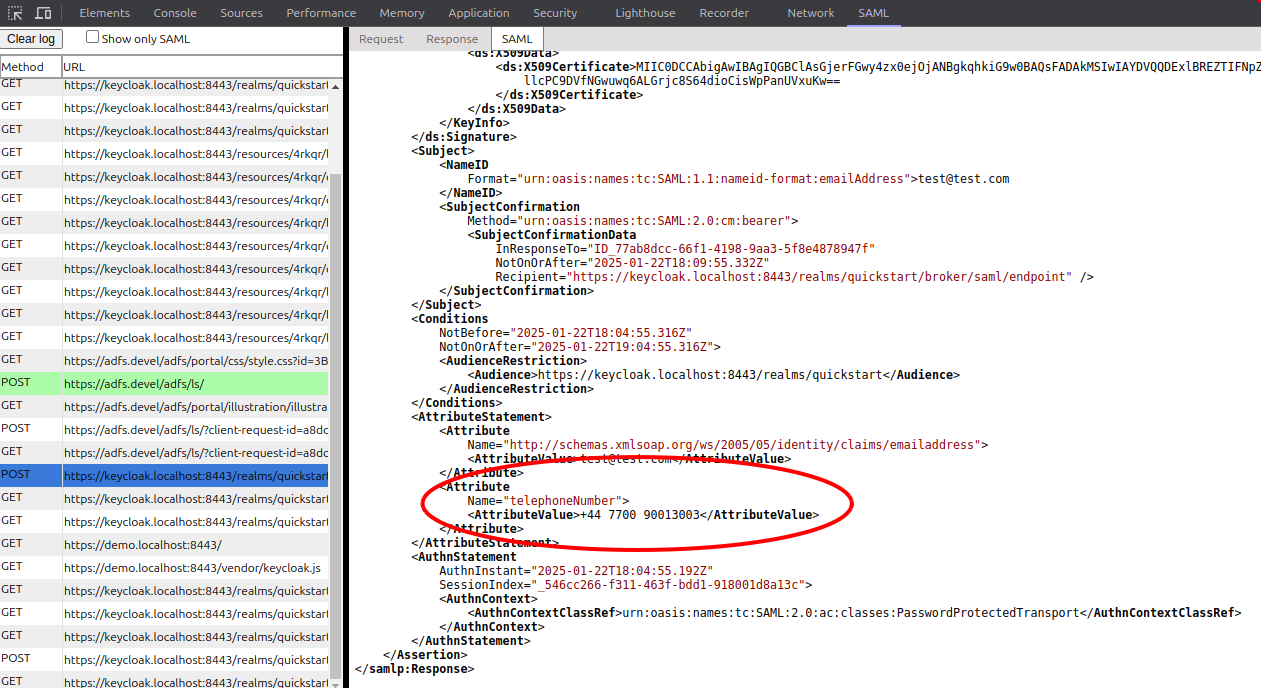 Elements Console Sources Performance Memory Application Security Lighthouse Recorder Network SAML
Clear log Show only SAML
Request Response SAML
Method URL
GET https://keycloak.localhost:8443/realms/quickstart
GET https://keycloak.localhost:8443/realms/quickstart
GET https://keycloak.localhost:8443/realms/quickstart
GET https://keycloak.localhost:8443/resources/4rkqr/l
GET https://keycloak.localhost:8443/resources/4rkqr/
GET https://keycloak.localhost:8443/resources/4rkqr/
GET https://keycloak.localhost:8443/resources/4rkqr/
GET https://keycloak.localhost:8443/resources/4rkqr/
GET https://keycloak.localhost:8443/resources/4rkqr/
GET https://keycloak.localhost:8443/resources/4rkqr/l
GET https://keycloak.localhost:8443/resources/4rkqr/l
GET https://keycloak.localhost:8443/resources/4rkqr/l
GET https://adfs.devel/adfs/portal/css/style.css?id=3B
POST https://adfs.devel/adfs/ls/
GET https://adfs.devel/adfs/portal/illustration/illustra
POST https://adfs.devel/adfs/ls/?client-request-id=a8dc
GET https://adfs.devel/adfs/ls/?client-request-id=a8dc
POST https://keycloak.localhost:8443/realms/quickstart
GET https://keycloak.localhost:8443/realms/quickstart
GET https://keycloak.localhost:8443/realms/quickstart
GET https://demo.localhost:8443/
GET https://demo.localhost:8443/vendor/keycloak.js
GET https://keycloak.localhost:8443/realms/quickstart
GET https://keycloak.localhost:8443/realms/quickstart
GET https://keycloak.localhost:8443/realms/quickstart
POST https://keycloak.localhost:8443/realms/quickstart
GET https://keycloak.localhost:8443/realms/quickstart
<ds:X509Data>
<ds:X509Certificate>MIIC0DCCAbigAwIBAgIQGBClAsGjerFGwy4zx0ejOjANBgkqhkiG9w0BAQsFADAkMSIwIAYDVQQDExlBREZTIFNpZ
llcPC9DVfNGwuwq6ALGrjc8S64dioCisWpPanUVxuKw==
</ds:X509Certificate>
</ds:X509Data>
</KeyInfo>
</ds:Signature>
<Subject>
<NameID
Format="urn:oasis:names:tc:SAML:1.1:nameid-format:emailAddress">test@test.com
</NameID>
<SubjectConfirmation
Method="urn:oasis:names:tc:SAML:2.0:cm:bearer">
<SubjectConfirmationData
InResponseTo="ID_77ab8dcc-66f1-4198-9aa3-5f8e4878947f"
NotOnOrAfter="2025-01-22T18:09:55.332Z"
Recipient="https://keycloak.localhost:8443/realms/quickstart/broker/saml/endpoint" />
</SubjectConfirmation>
</Subject>
<Conditions
NotBefore="2025-01-22T18:04:55.316Z"
NotOnOrAfter="2025-01-22T19:04:55.316Z">
<AudienceRestriction>
<Audience>https://keycloak.localhost:8443/realms/quickstart</Audience>
</AudienceRestriction>
</Conditions>
<AttributeStatement>
<Attribute
Name="http://schemas.xmlsoap.org/ws/2005/05/identity/claims/emailaddress">
<AttributeValue>test@test.com</AttributeValue>
</Attribute>
<Attribute
Name="telephoneNumber">
<AttributeValue>+44 7700 90013003</AttributeValue>
</Attribute>
</AttributeStatement>
<AuthnStatement
AuthnInstant="2025-01-22T18:04:55.192Z"
SessionIndex="_546cc266-f311-463f-bdd1-918001d8a13c">
<AuthnContext>
<AuthnContextClassRef>urn:oasis:names:tc:SAML:2.0:ac:classes:PasswordProtectedTransport</AuthnContextClassRef>
</AuthnContext>
</AuthnStatement>
</Assertion>
</samlp:Response>